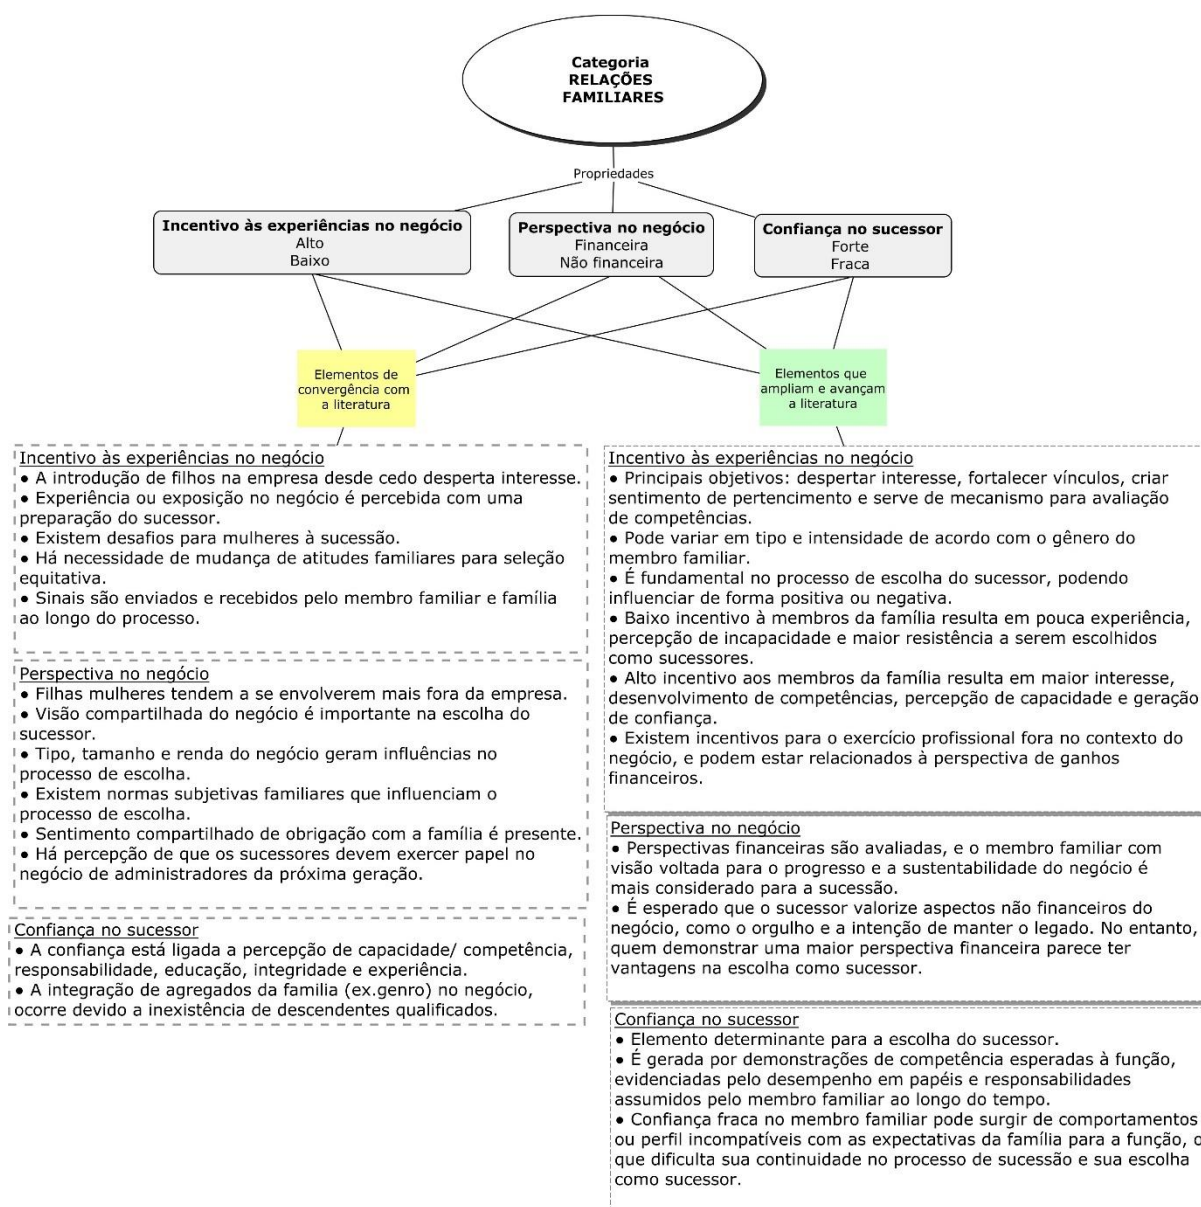 Categoria
RELAÇÕES
FAMILIARES
Propriedades
Incentivo às experiências no negócio
Alto
Baixo
Perspectiva no negócio
Financeira
Não financeira
Confiança no sucessor
Forte
Fraca
Elementos de
convergência com
a literatura
Elementos que
ampliam e avançam
a literatura
Incentivo às experiências no negócio
● A introdução de filhos na empresa desde cedo desperta interesse.
● Experiência ou exposição no negócio é percebida com uma
preparação do sucessor.
● Existem desafios para mulheres à sucessão.
● Há necessidade de mudança de atitudes familiares para seleção
equitativa.
● Sinais são enviados e recebidos pelo membro familiar e família
ao longo do processo.
Perspectiva no negócio
● Filhas mulheres tendem a se envolverem mais fora da empresa.
● Visão compartilhada do negócio é importante na escolha do
sucessor.
● Tipo, tamanho e renda do negócio geram influências no
processo de escolha.
● Existem normas subjetivas familiares que influenciam o
processo de escolha.
● Sentimento compartilhado de obrigação com a família é presente.
● Há percepção de que os sucessores devem exercer papel no
negócio de administradores da próxima geração.
Confiança no sucessor
● A confiança está ligada a percepção de capacidade/ competência,
responsabilidade, educação, integridade e experiência.
● A integração de agregados da familia (ex.genro) no negócio,
ocorre devido a inexistência de descendentes qualificados.
Incentivo às experiências no negócio
● Principais objetivos: despertar interesse, fortalecer vínculos, criar
sentimento de pertencimento e serve de mecanismo para avaliação
de competências.
● Pode variar em tipo e intensidade de acordo com o gênero do
membro familiar.
● É fundamental no processo de escolha do sucessor, podendo
influenciar de forma positiva ou negativa.
● Baixo incentivo à membros da família resulta em pouca experiência,
percepção de incapacidade e maior resistência a serem escolhidos
como sucessores.
● Alto incentivo aos membros da família resulta em maior interesse,
desenvolvimento de competências, percepção de capacidade e geração
de confiança.
● Existem incentivos para o exercício profissional fora no contexto do
negócio, e podem estar relacionados à perspectiva de ganhos
financeiros.
Perspectiva no negócio
● Perspectivas financeiras são avaliadas, e o membro familiar com
visão voltada para o progresso e a sustentabilidade do negócio é
mais considerado para a sucessão.
● É esperado que o sucessor valorize aspectos não financeiros do
negócio, como o orgulho e a intenção de manter o legado. No entanto,
quem demonstrar uma maior perspectiva financeira parece ter
vantagens na escolha como sucessor.
Confiança no sucessor
● Elemento determinante para a escolha do sucessor.
● É gerada por demonstrações de competência esperadas à função,
evidenciadas pelo desempenho em papéis e responsabilidades
assumidos pelo membro familiar ao longo do tempo.
● Confiança fraca no membro familiar pode surgir de comportamentos
ou perfil incompatíveis com as expectativas da família para a função, o
que dificulta sua continuidade no processo de sucessão e sua escolha
como sucessor.